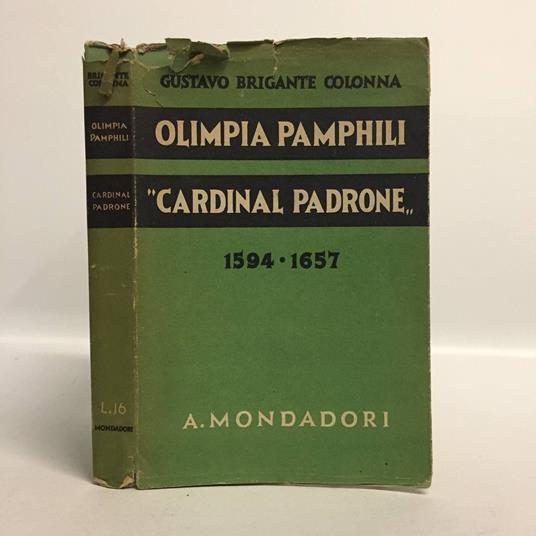 BRIGANTE
COLONNA
OLIMPIA
PAMPHILI
CARDINAL
PADRONE
L.16
MONDADORI
GUSTAVO BRIGANTE COLONNA
OLIMPIA PAMPHILI
"CARDINAL PADRONE„
1594 • 1657
A. MONDADORI